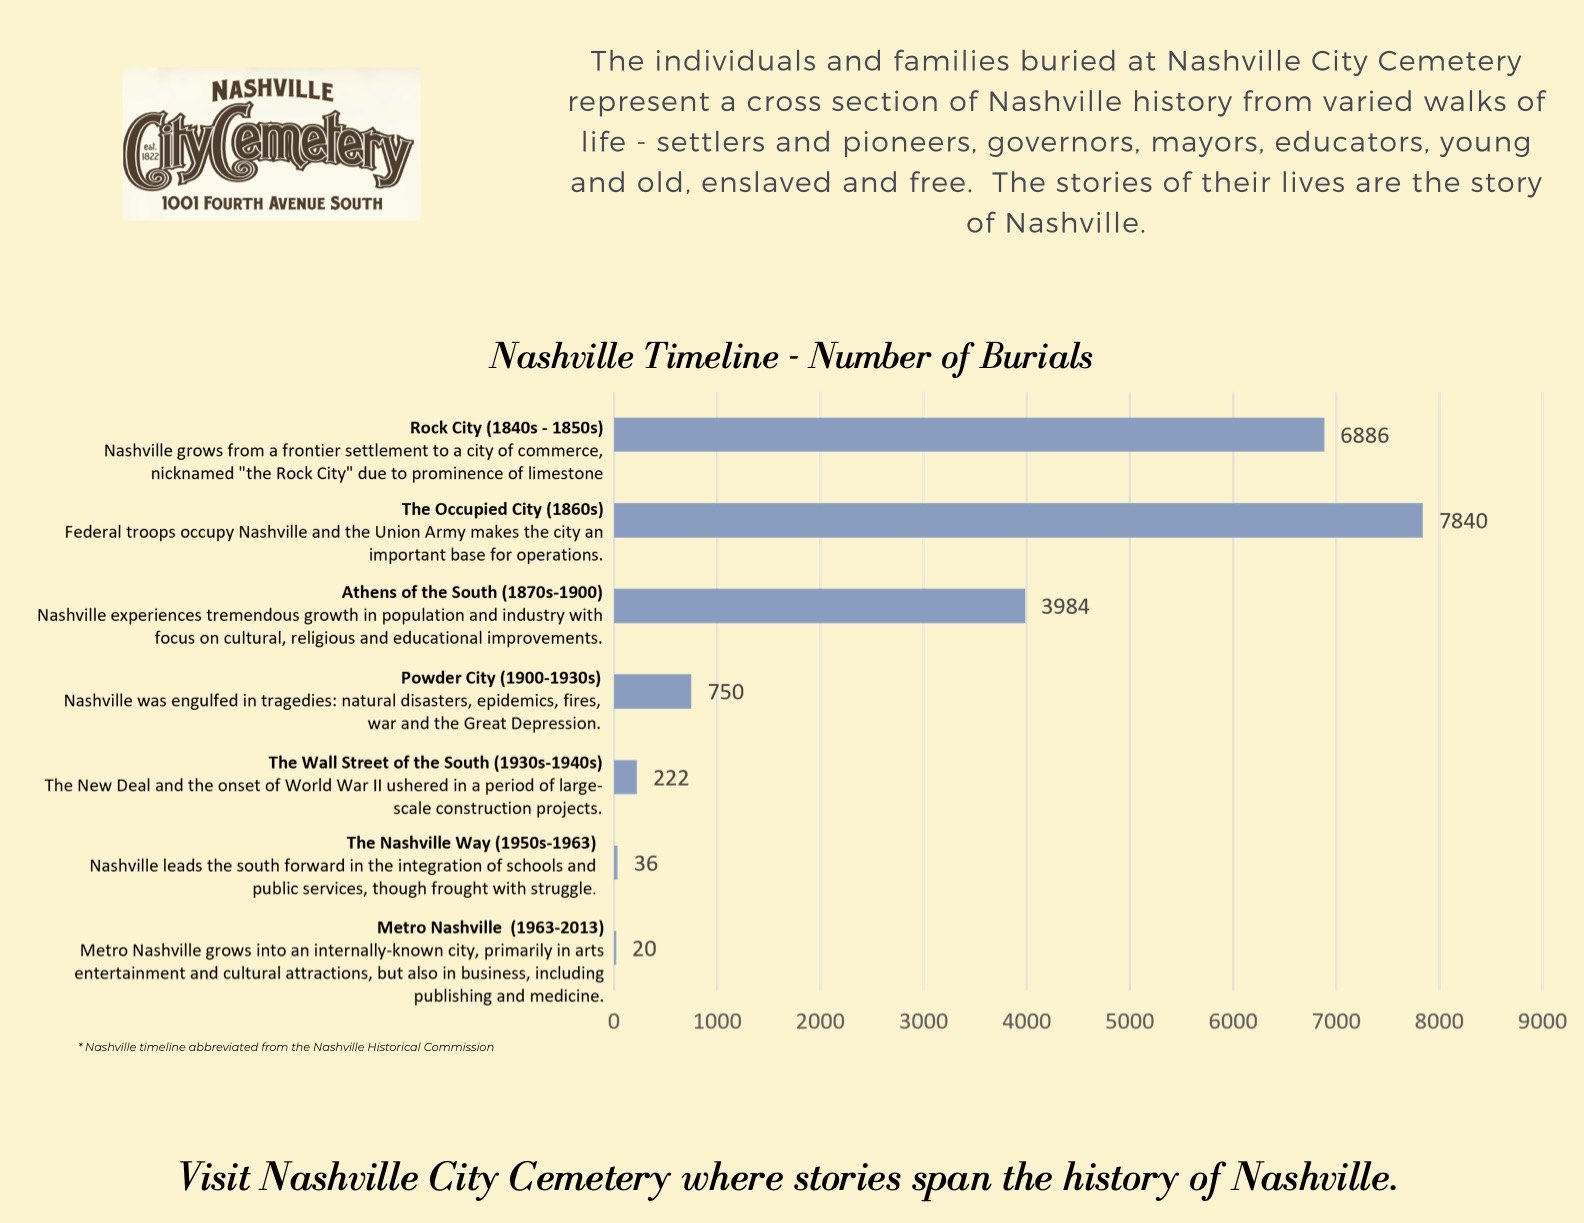 NASHVILLE
City Cemetery
est.
1822
1001 FOURTH AVENUE SOUTH
The individuals and families buried at Nashville City Cemetery
represent a cross section of Nashville history from varied walks of
life - settlers and pioneers, governors, mayors, educators, young
and old, enslaved and free.  The stories of their lives are the story
of Nashville.
Nashville Timeline - Number of Burials
Rock City (1840s - 1850s)
Nashville grows from a frontier settlement to a city of commerce,
nicknamed "the Rock City" due to prominence of limestone
6886
The Occupied City (1860s)
Federal troops occupy Nashville and the Union Army makes the city an
important base for operations.
7840
Athens of the South (1870s-1900)
Nashville experiences tremendous growth in population and industry with
focus on cultural, religious and educational improvements.
3984
Powder City (1900-1930s)
Nashville was engulfed in tragedies: natural disasters, epidemics, fires,
war and the Great Depression.
750
The Wall Street of the South (1930s-1940s)
The New Deal and the onset of World War II ushered in a period of large-
scale construction projects.
222
The Nashville Way (1950s-1963)
Nashville leads the south forward in the integration of schools and
public services, though frought with struggle.
36
Metro Nashville  (1963-2013)
Metro Nashville grows into an internally-known city, primarily in arts
entertainment and cultural attractions, but also in business, including
publishing and medicine.
20
0 1000 2000 3000 4000 5000 6000 7000 8000 9000
* Nashville timeline abbreviated from the Nashville Historical Commission
Visit Nashville City Cemetery where stories span the history of Nashville.